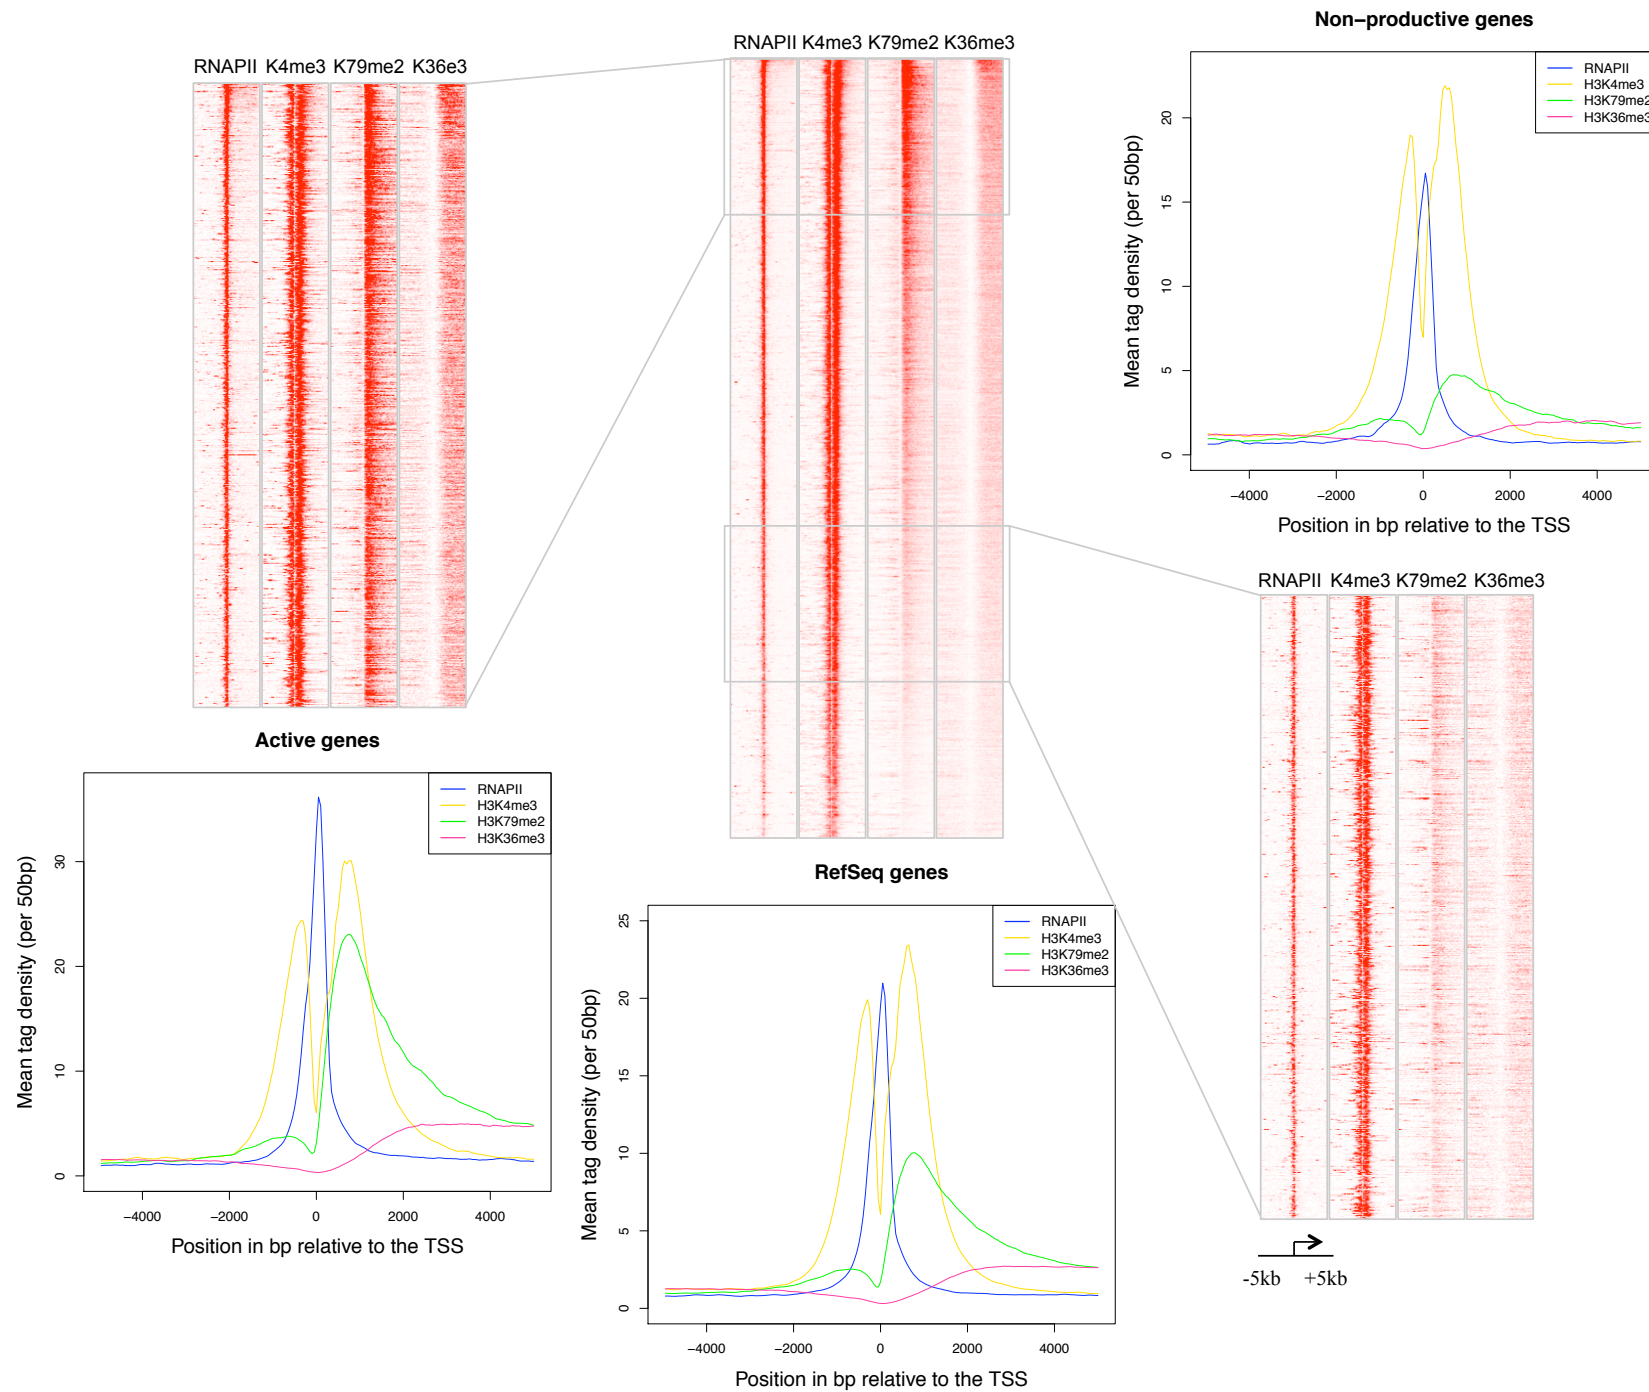 Non-productive genes
RNAPII K4me3 K79me2 K36me3
RNAPII K4me3 K79me2 K36e3
RNAPII
H3K4me3
H3K79me2
H3K36me3
Mean tag density (per 50bp)
0 5 10 15 20
-4000 -2000 0 2000 4000
Position in bp relative to the TSS
RNAPII K4me3 K79me2 K36me3
Active genes
RNAPII
H3K4me3
H3K79me2
H3K36me3
Mean tag density (per 50bp)
0 10 20 30
-4000 -2000 0 2000 4000
Position in bp relative to the TSS
RefSeq genes
RNAPII
H3K4me3
H3K79me2
H3K36me3
Mean tag density (per 50bp)
0 5 10 15 20 25
-4000 -2000 0 2000 4000
Position in bp relative to the TSS
-5kb +5kb